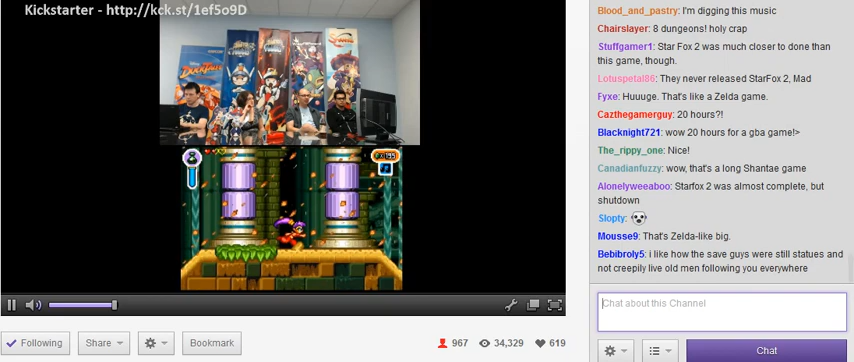 Kickstarter - http://kck.st/1ef5o9D
DUCKTALES
Blood_and_pastry: I'm digging this music
Chairslayer: 8 dungeons! holy crap
Stuffgamer1: Star Fox 2 was much closer to done than
this game, though.
Lotuspetal86: They never released StarFox 2, Mad
Fyxe: Huuuge. That's like a Zelda game.
Cazthegamerguy: 20 hours?!
Blacknight721: wow 20 hours for a gba game!>
The_rippy_one: Nice!
Canadianfuzzy: wow, that's a long Shantae game
Alonelyweeaboo: Starfox 2 was almost complete, but
shutdown
Slopty:
Mousse9: That's Zelda-like big.
Bebibroly5: i like how the save guys were still statues and
not creepily live old men following you everywhere
Chat about this Channel
Chat
Following
Share
Bookmark
967
34,329
619